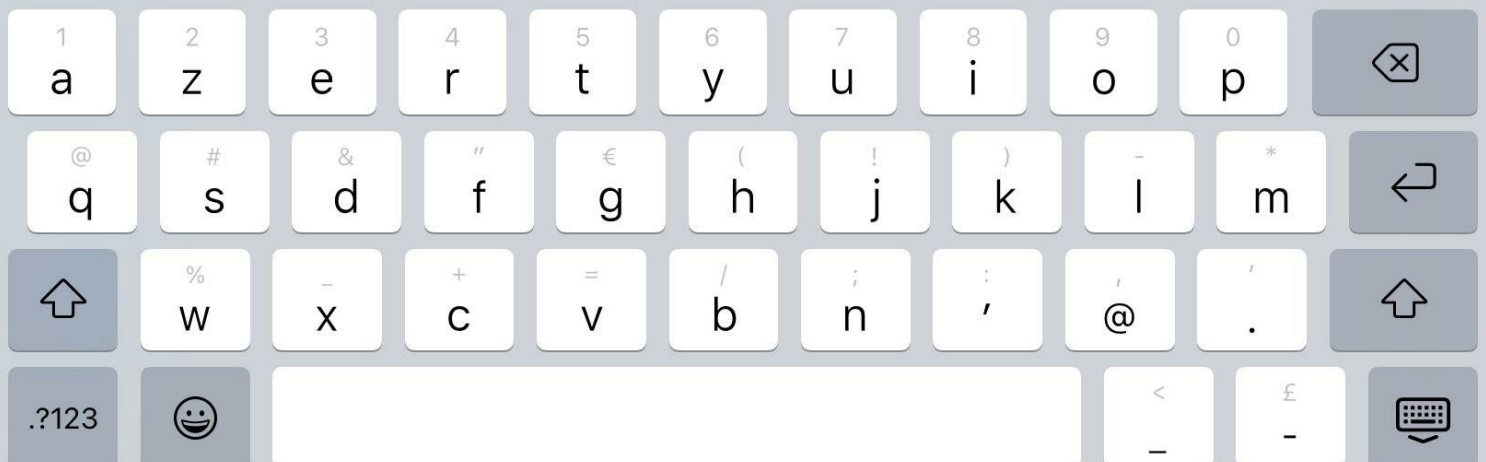 1 2 3 4 5 6 7 8 9 0
a z e r t y u i o p
@ # & " € ( ! ) - *
q s d f g h j k l m
% _ + = / ; : , '
w x c v b n ' @ .
< £
.?123 _ -